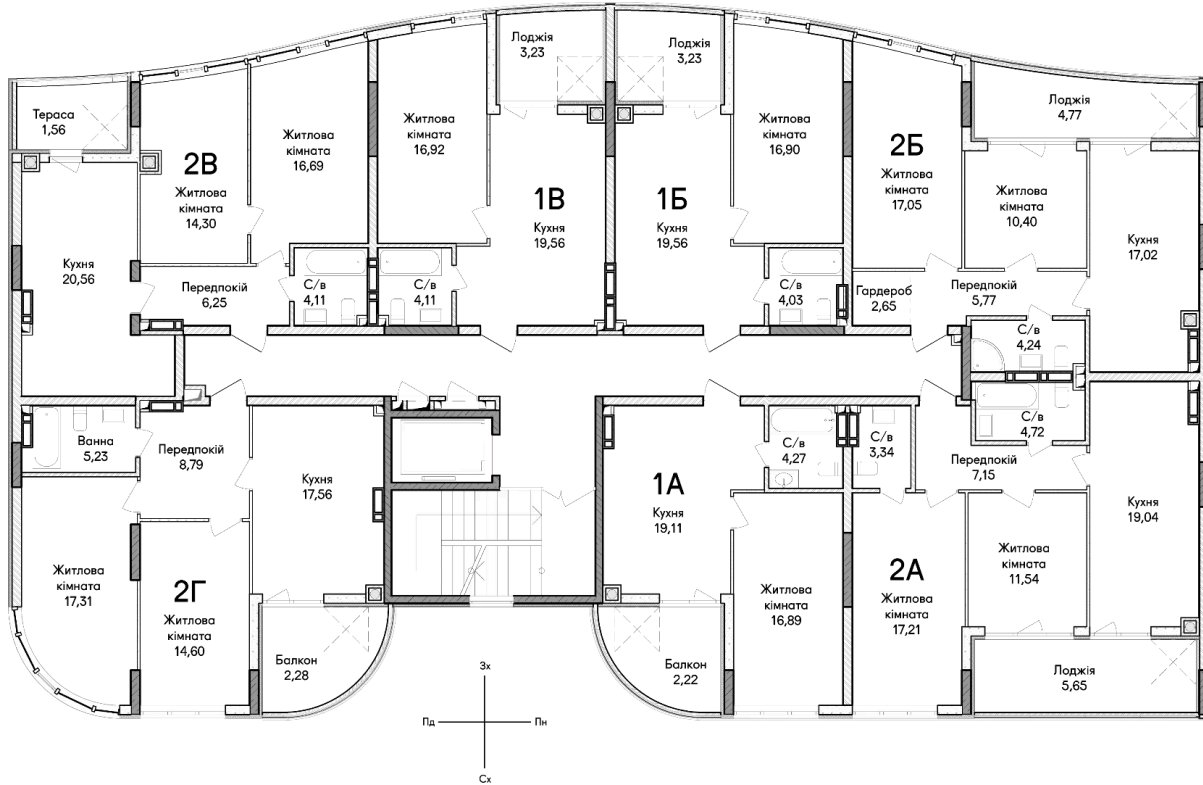 Тераса
1,56
2В
Житлова
кімната
14,30
Житлова
кімната
16,69
Кухня
20,56
Передпокій
6,25
С/в
4,11
Житлова
кімната
16,92
Лоджія
3,23
1В
Кухня
19,56
С/в
4,11
Лоджія
3,23
1Б
Кухня
19,56
Житлова
кімната
16,90
С/в
4,03
2Б
Житлова
кімната
17,05
Лоджія
4,77
Житлова
кімната
10,40
Кухня
17,02
Гардероб
2,65
Передпокій
5,77
С/в
4,24
Ванна
5,23
Передпокій
8,79
Кухня
17,56
Житлова
кімната
17,31
2Г
Житлова
кімната
14,60
Балкон
2,28
1А
Кухня
19,11
С/в
4,27
Житлова
кімната
16,89
Балкон
2,22
С/в
3,34
С/в
4,72
Передпокій
7,15
Кухня
19,04
2А
Житлова
кімната
17,21
Житлова
кімната
11,54
Лоджія
5,65
Зх
Пд
Пн
Сх